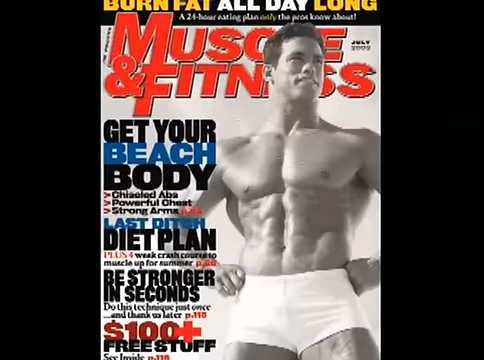 BURN FAT ALL DAY LONG
A 24-hour eating plan only the pros know about!
MUSCLE
&FITNESS
JULY
GET YOUR
BEACH
BODY
Chiseled Abs
Powerful Chest
Strong Arms
LAST DITCH
DIET PLAN
PLUS 4 week crash course to
muscle up for summer
BE STRONGER
IN SECONDS
Do this technique just once
...and thank us later p.118
$100+
FREE STUFF
See Inside p.116